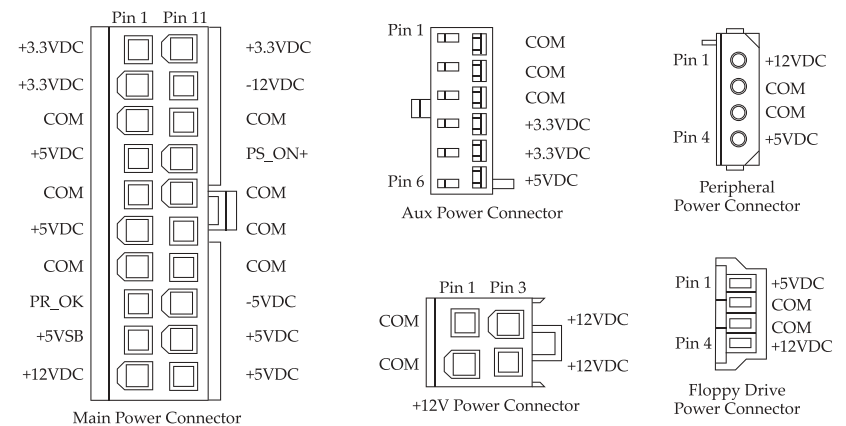 Pin 1 Pin 11
+3.3VDC +3.3VDC
+3.3VDC -12VDC
COM COM
+5VDC PS_ON+
COM COM
+5VDC COM
COM COM
PR_OK -5VDC
+5VSB +5VDC
+12VDC +5VDC
Main Power Connector
Pin 1
COM
COM
COM
+3.3VDC
+3.3VDC
Pin 6 +5VDC
Aux Power Connector
Pin 1 +12VDC
COM
COM
Pin 4 +5VDC
Peripheral
Power Connector
Pin 1 Pin 3
COM +12VDC
COM +12VDC
+12V Power Connector
Pin 1 +5VDC
COM
COM
Pin 4 +12VDC
Floppy Drive
Power Connector